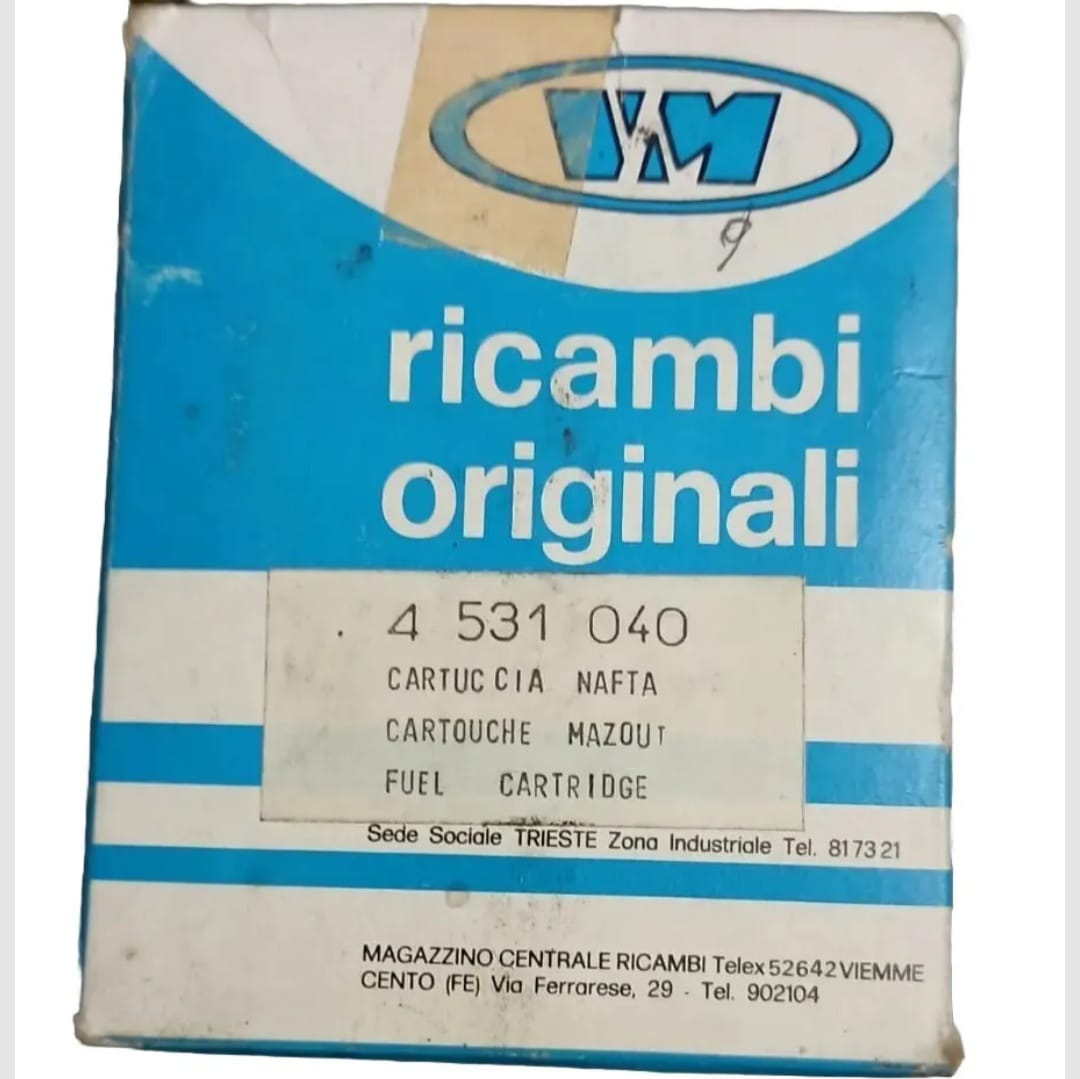 VM
ricambi
originali
. 4 531 040
CARTUCCIA NAFTA
CARTOUCHE MAZOUT
FUEL CARTRIDGE
Sede Sociale TRIESTE Zona Industriale Tel. 817321
MAGAZZINO CENTRALE RICAMBI Telex 52642 VIEMME
CENTO (FE) Via Ferrarese, 29 - Tel. 902104